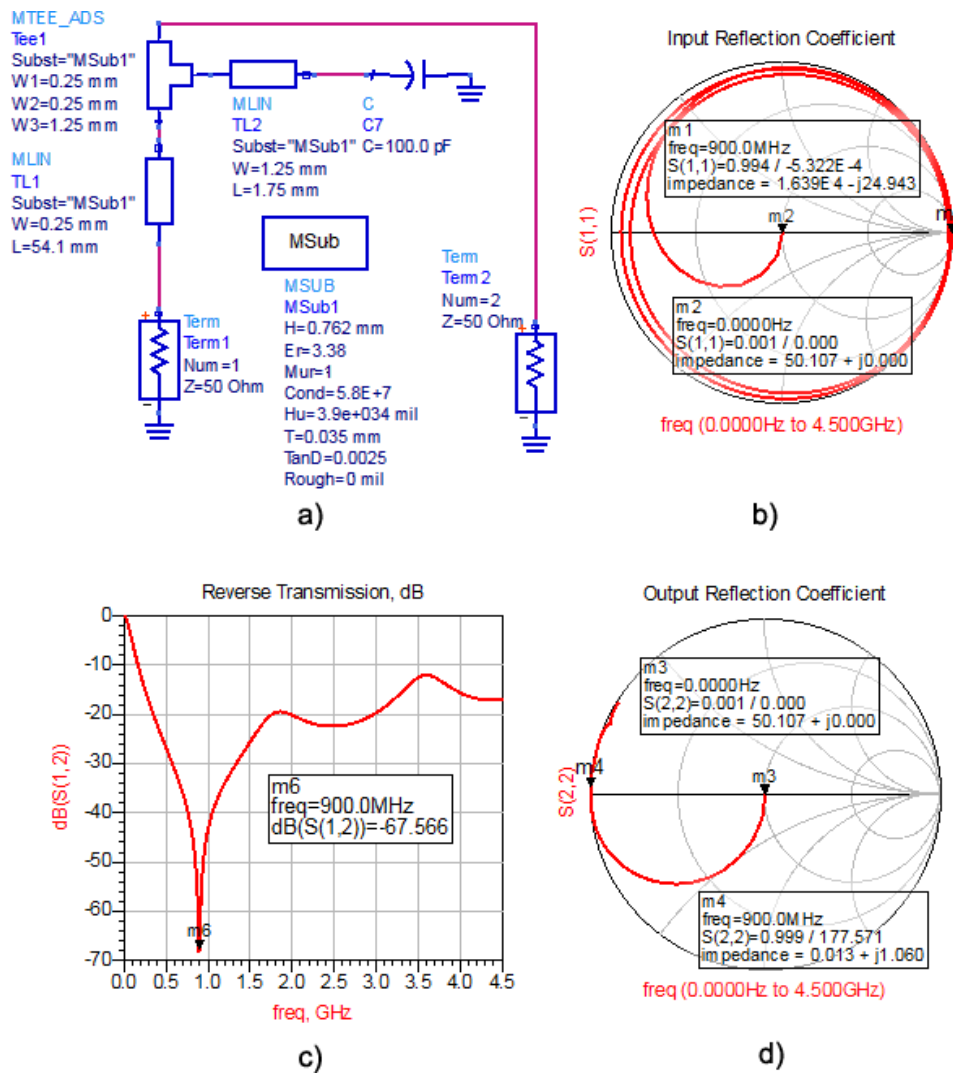 MTEE_ADS
Tee1
Subst="MSub1"
W1=0.25 mm
W2=0.25 mm
W3=1.25 mm
MLIN
TL1
Subst="MSub1"
W=0.25 mm
L=54.1 mm
MLIN
TL2
Subst="MSub1"
W=1.25 mm
L=1.75 mm
C
C7
C=100.0 pF
MSub
MSUB
MSub1
H=0.762 mm
Er=3.38
Mur=1
Cond=5.8E+7
Hu=3.9e+034 mil
T=0.035 mm
TanD=0.0025
Rough=0 mil
+
Term
Term1
Num=1
Z=50 Ohm
-
Term
Term2
Num=2
Z=50 Ohm
+
-
a)
Input Reflection Coefficient
m1
freq=900.0MHz
S(1,1)=0.994 / -5.322E -4
impedance = 1.639E4 - j24.943
m2
m
S(1,1)
m2
freq=0.0000Hz
S(1,1)=0.001 / 0.000
impedance = 50.107 + j0.000
freq (0.0000Hz to 4.500GHz)
b)
Reverse Transmission, dB
dB(S(1,2))
0
-10
-20
-30
-40
-50
-60
-70
m6
freq=900.0MHz
dB(S(1,2))=-67.566
m6
0.0
0.5
1.0
1.5
2.0
2.5
3.0
3.5
4.0
4.5
freq, GHz
c)
Output Reflection Coefficient
m3
freq=0.0000Hz
S(2,2)=0.001 / 0.000
impedance = 50.107 + j0.000
m4
m3
S(2,2)
m4
freq=900.0MHz
S(2,2)=0.999 / 177.571
impedance = 0.013 + j1.060
freq (0.0000Hz to 4.500GHz)
d)